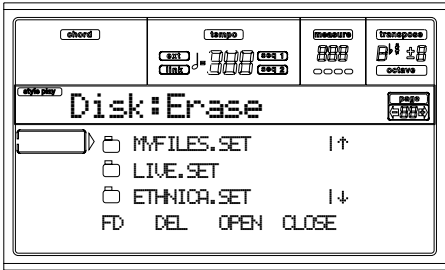 chord tempo measure transpose
ext ♩= seq 1 B♭♯ ±8
link seq 2 octave
style play
Disk:Erase page
MYFILES.SET |↑
LIVE.SET
ETHNICA.SET |↓
FD DEL OPEN CLOSE